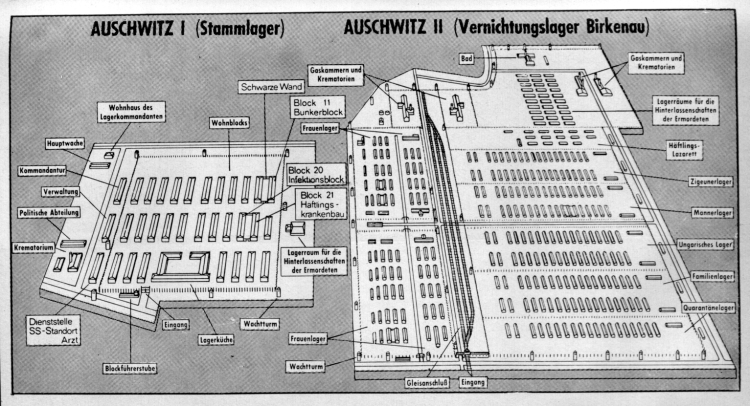 AUSCHWITZ I (Stammlager)
AUSCHWITZ II (Vernichtungslager Birkenau)
Wohnhaus des
Lagerkommandanten
Wohnblocks
Schwarze Wand
Block 11
Bunkerblock
Hauptwache
Kommandantur
Verwaltung
Politische Abteilung
Krematorium
Block 20
Infektionsblock
Block 21
Häftlings-
krankenbau
Lagerraum für die
Hinterlassenschaften
der Ermordeten
Dienststelle
SS-Standort
Arzt
Blockführerstube
Eingang
Lagerküche
Wachtturm
Gaskammern und
Krematorien
Frauenlager
Bad
Gaskammern und
Krematorien
Lagerräume für die
Hinterlassenschaften
der Ermordeten
Häftlings-
Lazarett
Zigeunerlager
Männerlager
Ungarisches Lager
Familienlager
Quarantänelager
Frauenlager
Wachtturm
Gleisanschluß
Eingang